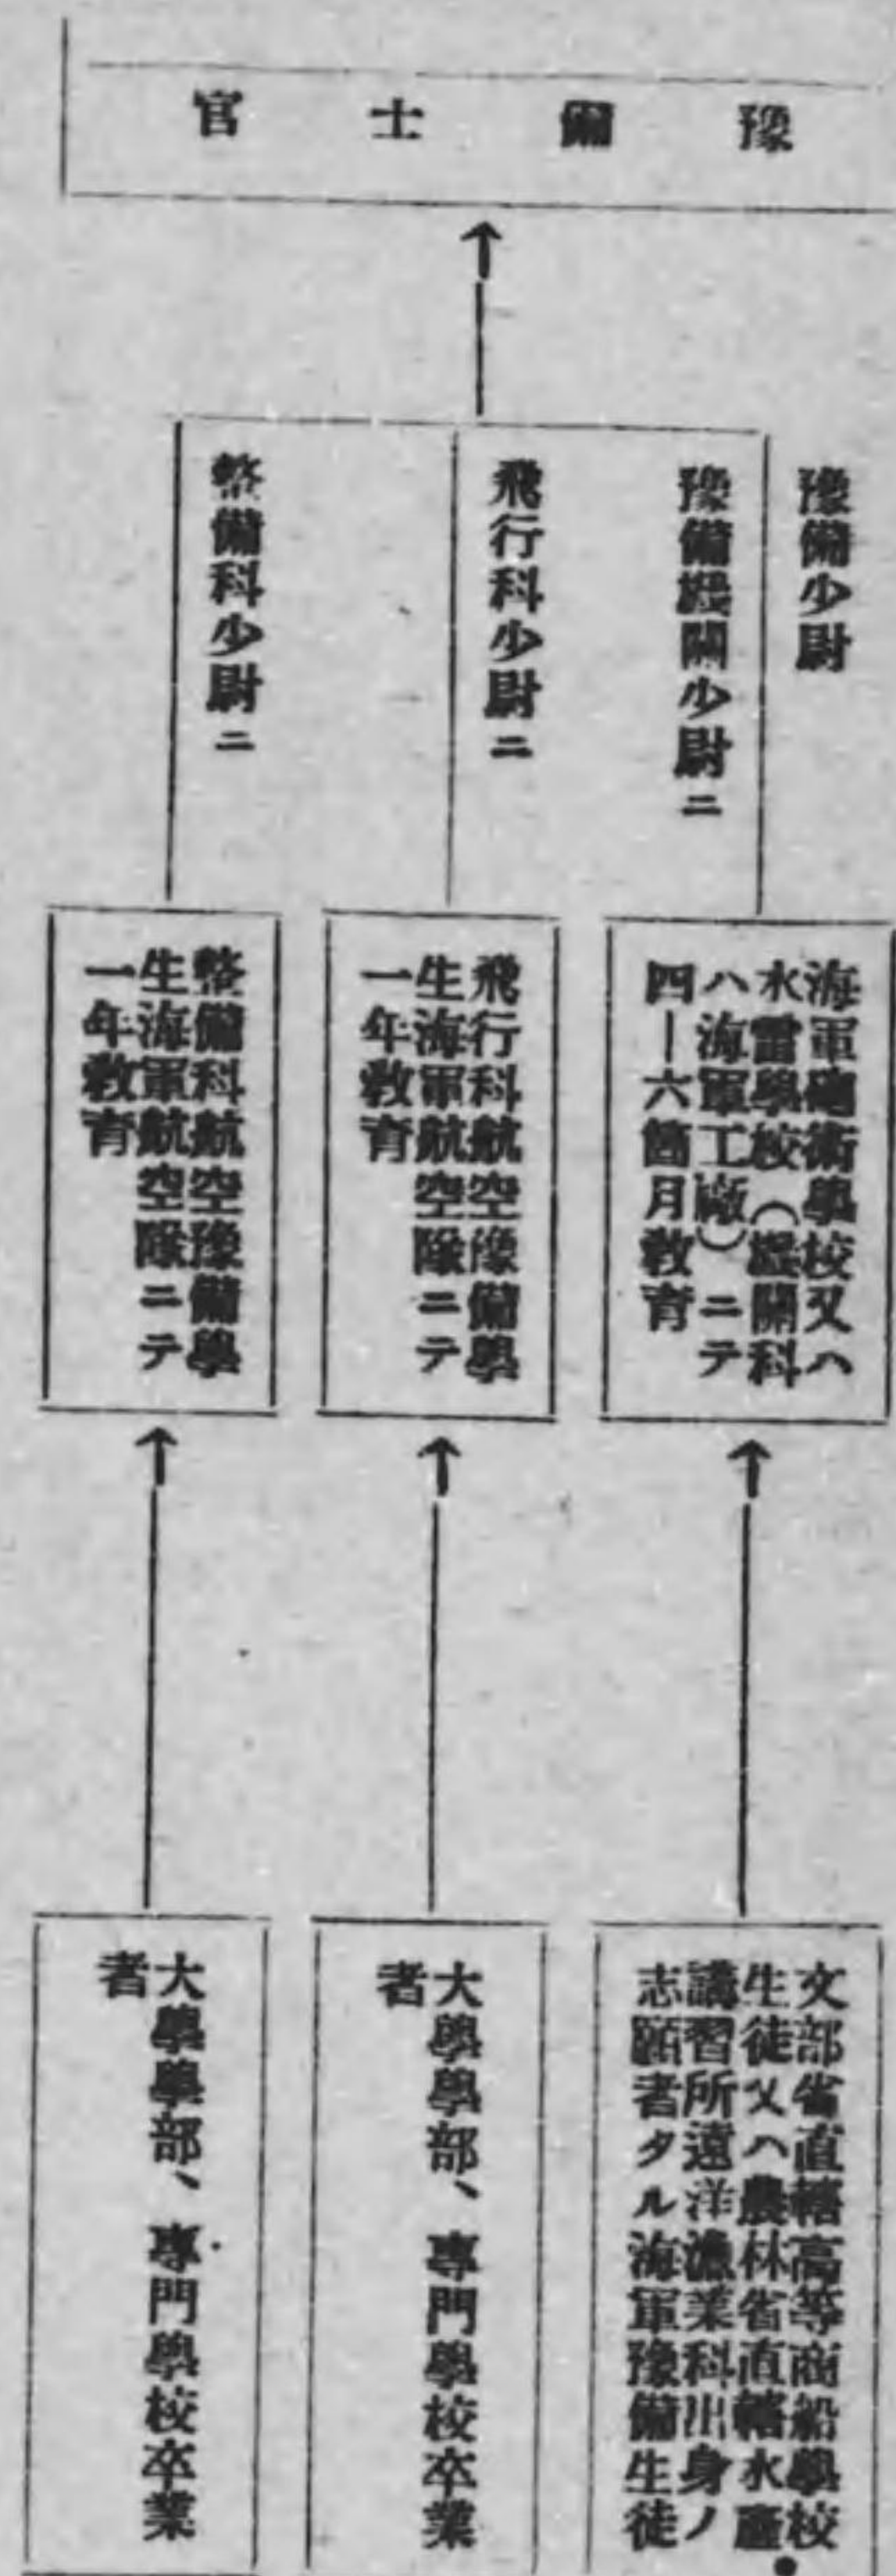 豫備士官
豫備少尉
豫備機關少尉ニ
飛行科少尉ニ
整備科少尉ニ
海軍砲術學校又ハ
水雷學校（機關科
ハ海軍工廠）ニテ
四—六箇月教育
飛行科航空豫備學
生海軍航空隊ニテ
一年教育
整備科航空豫備學
生海軍航空隊ニテ
一年教育
文部省直轄高等商船學校
生徒又ハ農林省直轄水產
講習所遠洋漁業科出身ノ
志願者タル海軍豫備生徒
大學學部、專門學校卒業
者
大學學部、專門學校卒業
者